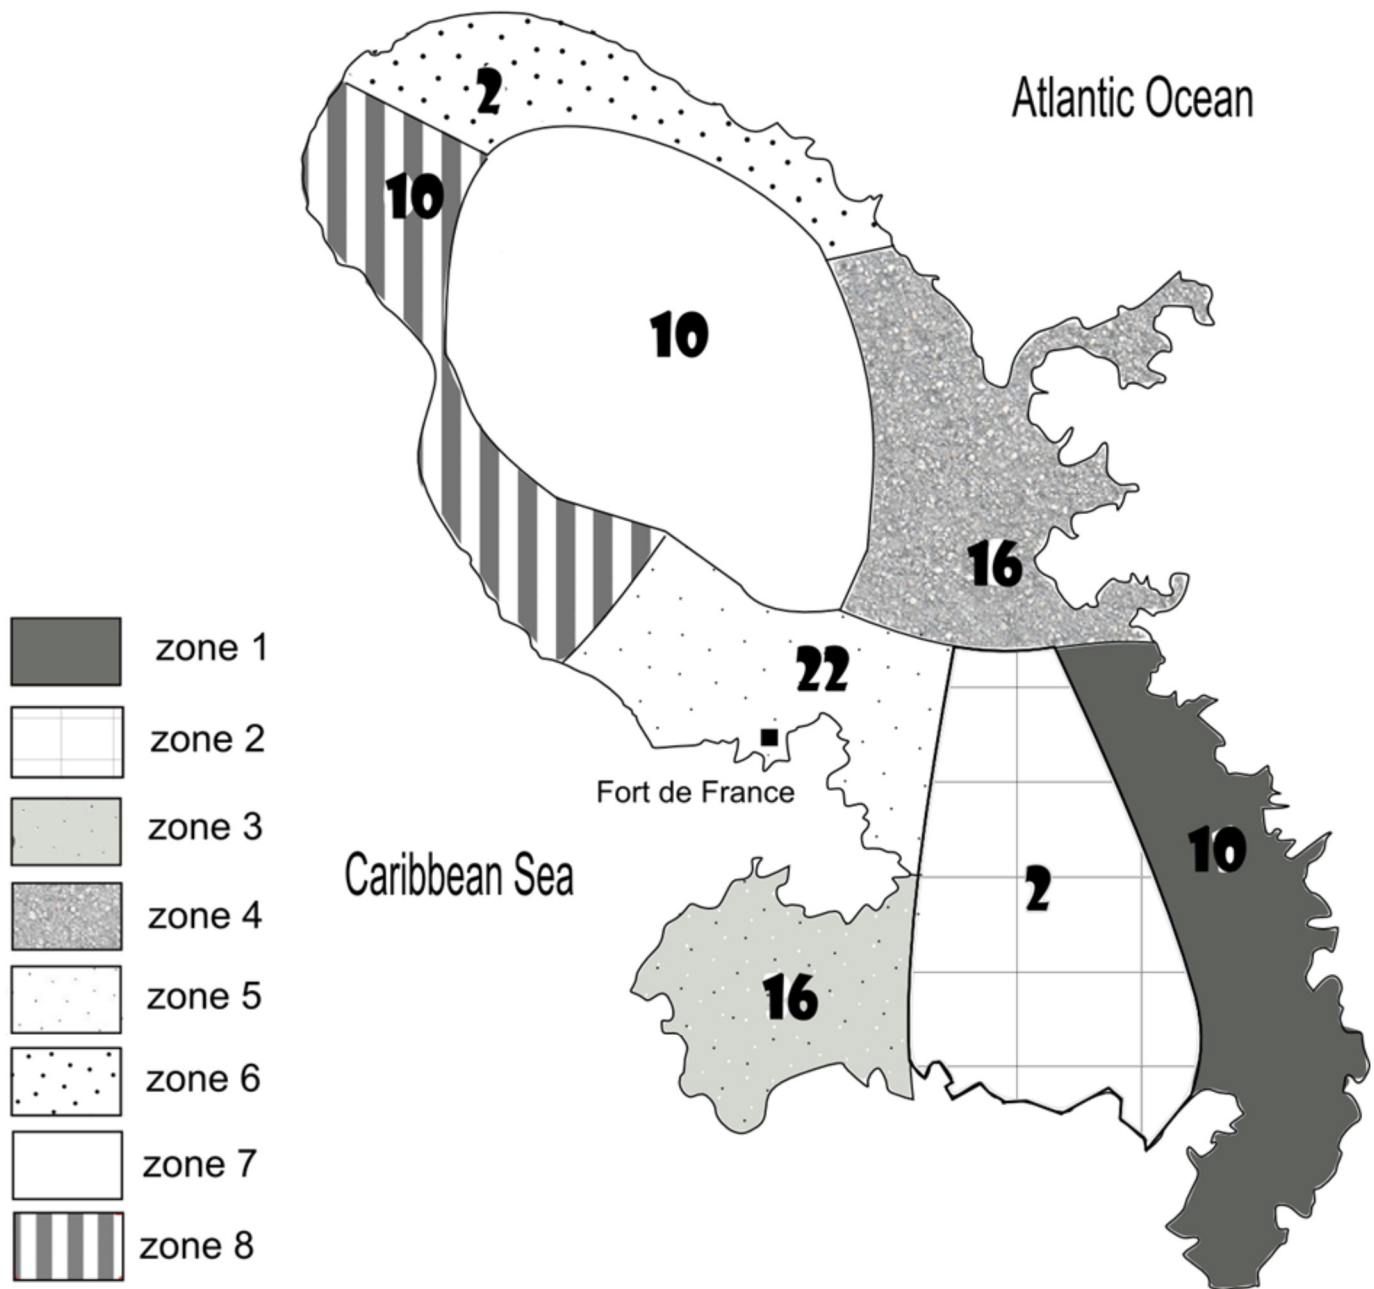 2
Atlantic Ocean
10
10
16
zone 1
22
zone 2
Fort de France
zone 3
10
Caribbean Sea
2
zone 4
16
zone 5
zone 6
zone 7
zone 8